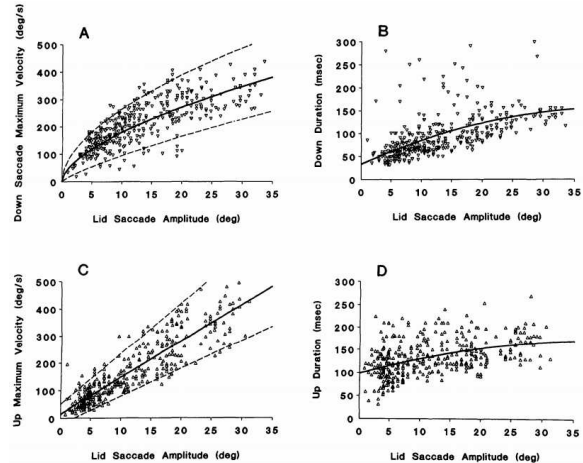 A
Down Saccade Maximum Velocity (deg/s)
500
400
300
200
100
0
0 5 10 15 20 25 30 35
Lid Saccade Amplitude (deg)
B
Down Duration (msec)
300
250
200
150
100
50
0
0 5 10 15 20 25 30 35
Lid Saccade Amplitude (deg)
C
Up Maximum Velocity (deg/s)
500
400
300
200
100
0
0 5 10 15 20 25 30 35
Lid Saccade Amplitude (deg)
D
Up Duration (msec)
300
250
200
150
100
50
0
0 5 10 15 20 25 30 35
Lid Saccade Amplitude (deg)